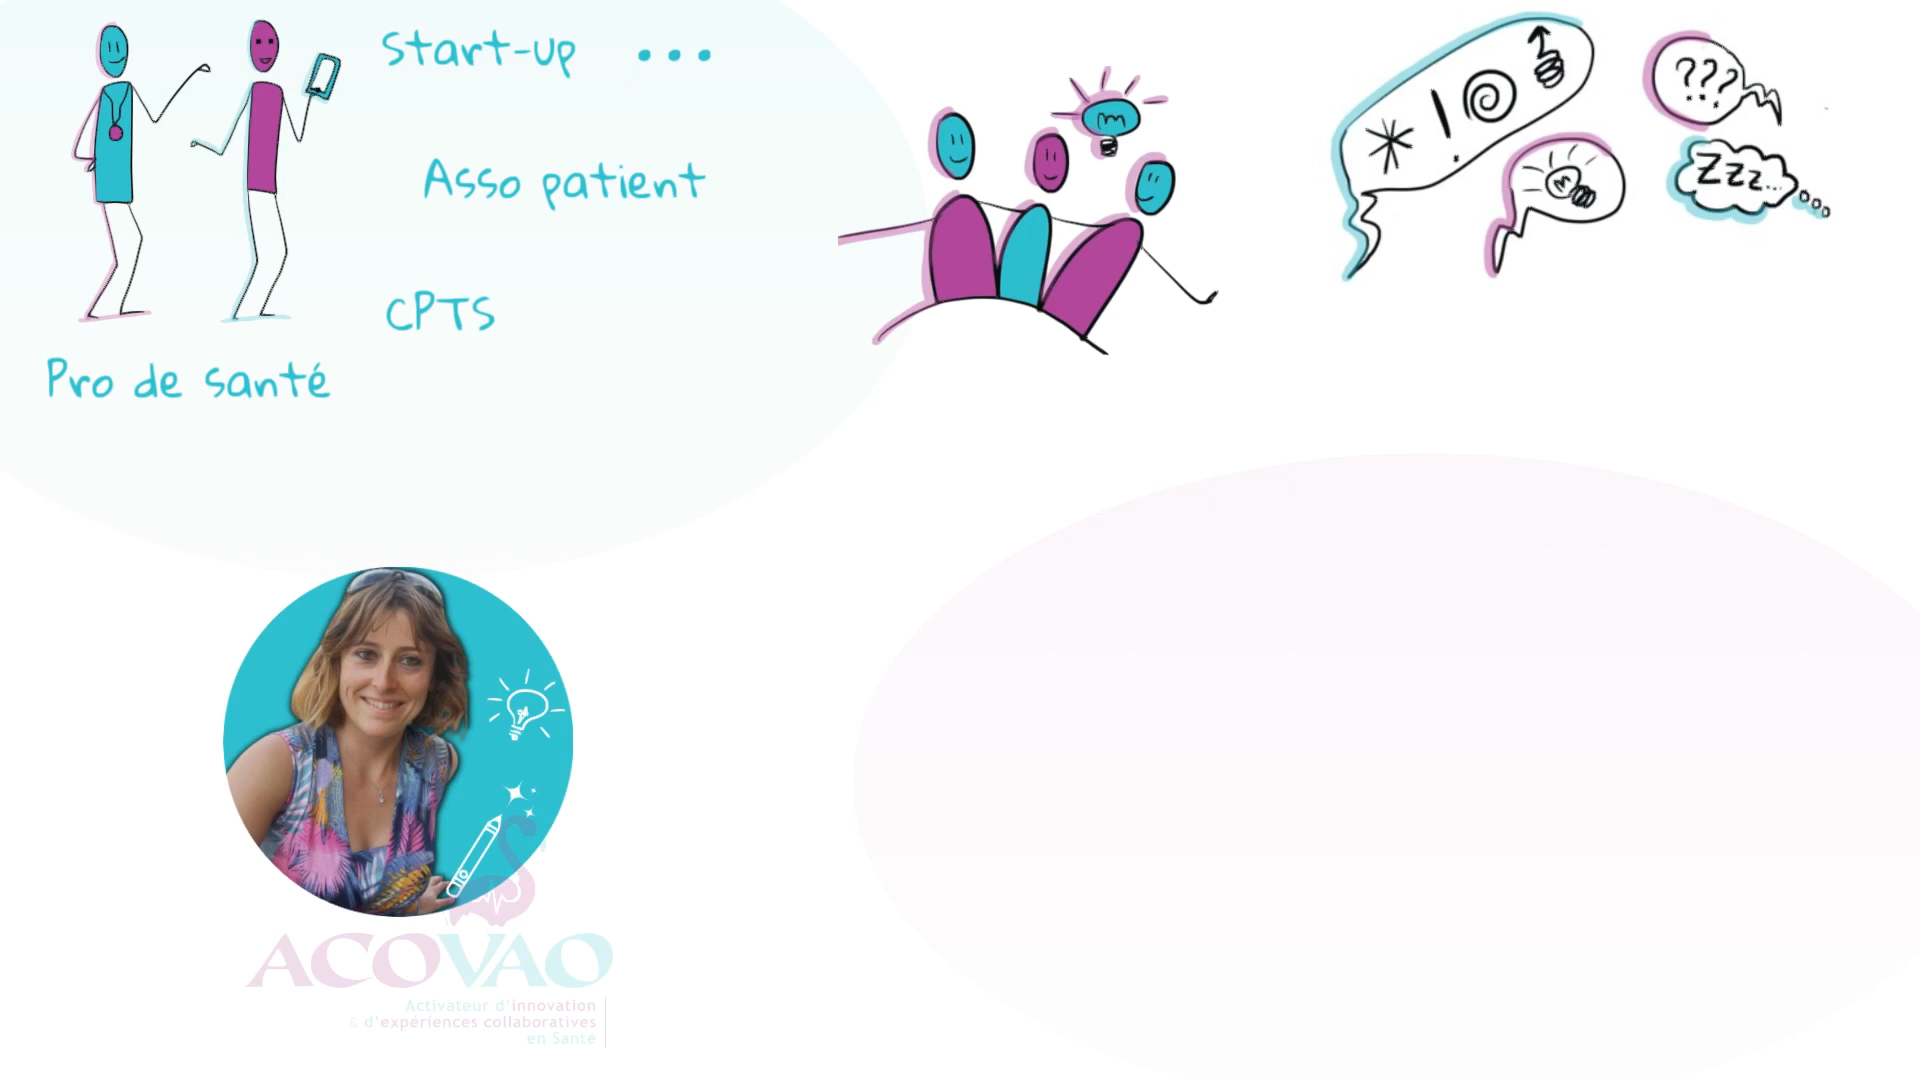 Start-up ...
Asso patient
CPTS
Pro de santé
???
Zzz...
ACOVAO
Activateur d'innovation
& d'expériences collaboratives
en Santé